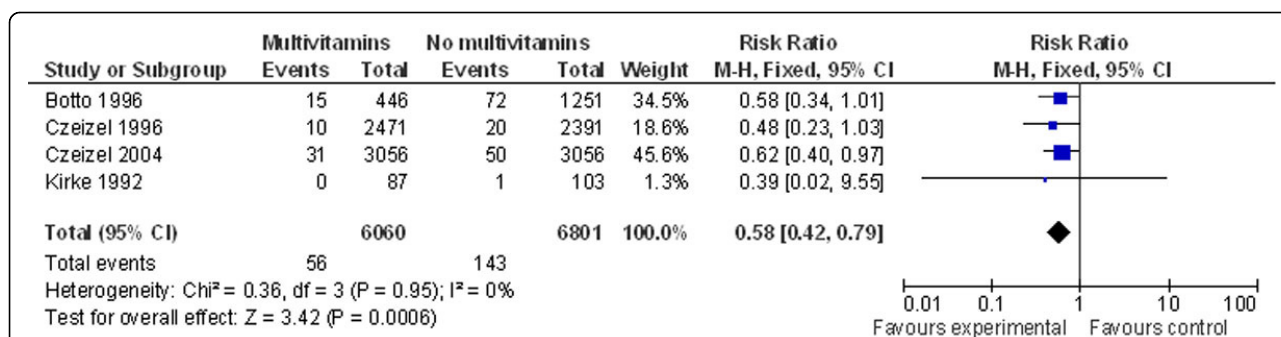 Multivitamins No multivitamins Risk Ratio Risk Ratio
Study or Subgroup Events Total Events Total Weight M-H, Fixed, 95% CI M-H, Fixed, 95% CI
Botto 1996 15 446 72 1251 34.5% 0.58 [0.34, 1.01]
Czeizel 1996 10 2471 20 2391 18.6% 0.48 [0.23, 1.03]
Czeizel 2004 31 3056 50 3056 45.6% 0.62 [0.40, 0.97]
Kirke 1992 0 87 1 103 1.3% 0.39 [0.02, 9.55]
Total (95% CI) 6060 6801 100.0% 0.58 [0.42, 0.79]
Total events 56 143
Heterogeneity: Chi² = 0.36, df = 3 (P = 0.95); I² = 0%
Test for overall effect: Z = 3.42 (P = 0.0006)
0.01 0.1 1 10 100
Favours experimental Favours control